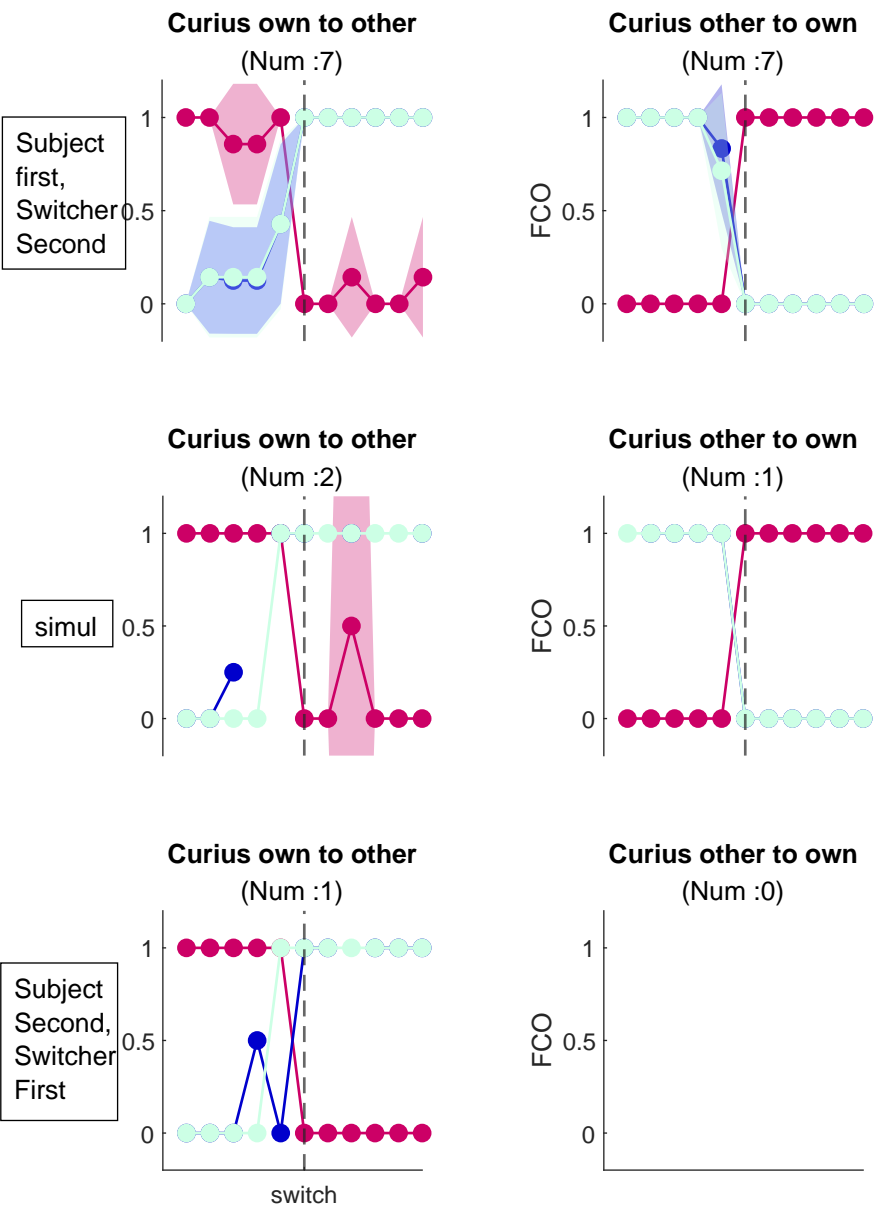 Curius own to other
(Num :7)
Curius other to own
(Num :7)
Subject
first,
Switcher
Second
1
0.5
0
FCO
1
0.5
0
Curius own to other
(Num :2)
Curius other to own
(Num :1)
simul
1
0.5
0
FCO
1
0.5
0
Curius own to other
(Num :1)
Curius other to own
(Num :0)
Subject
Second,
Switcher
First
1
0.5
0
switch
FCO
1
0.5
0